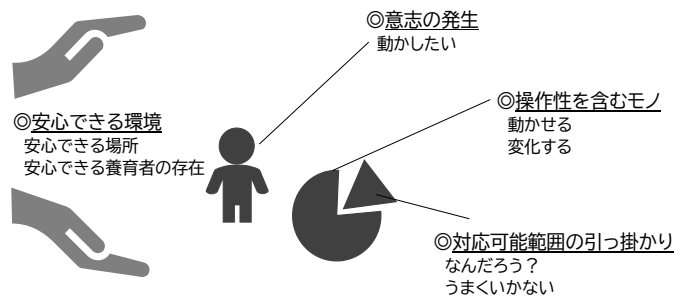 ◎意志の発生
動かしたい
◎操作性を含むモノ
動かせる
変化する
◎安心できる環境
安心できる場所
安心できる養育者の存在
◎対応可能範囲の引っ掛かり
なんだろう？
うまくいかない